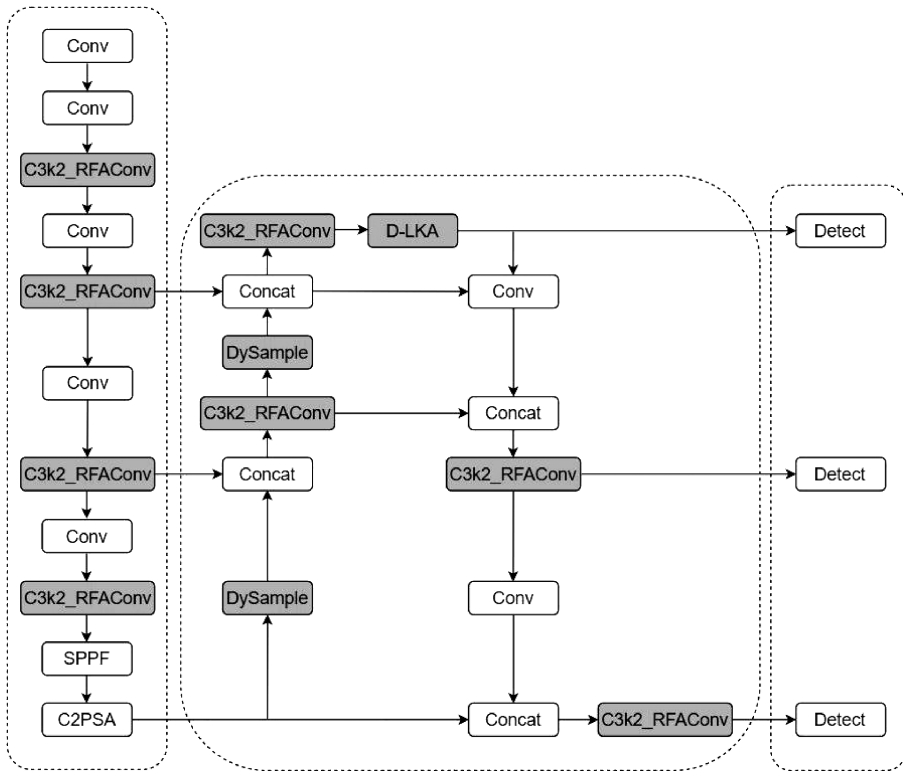 Conv
Conv
C3k2_RFAConv
Conv
C3k2_RFAConv
Conv
C3k2_RFAConv
Conv
C3k2_RFAConv
SPPF
C2PSA
C3k2_RFAConv
D-LKA
Concat
Conv
DySample
C3k2_RFAConv
Concat
Concat
C3k2_RFAConv
DySample
Conv
Concat
C3k2_RFAConv
Detect
Detect
Detect